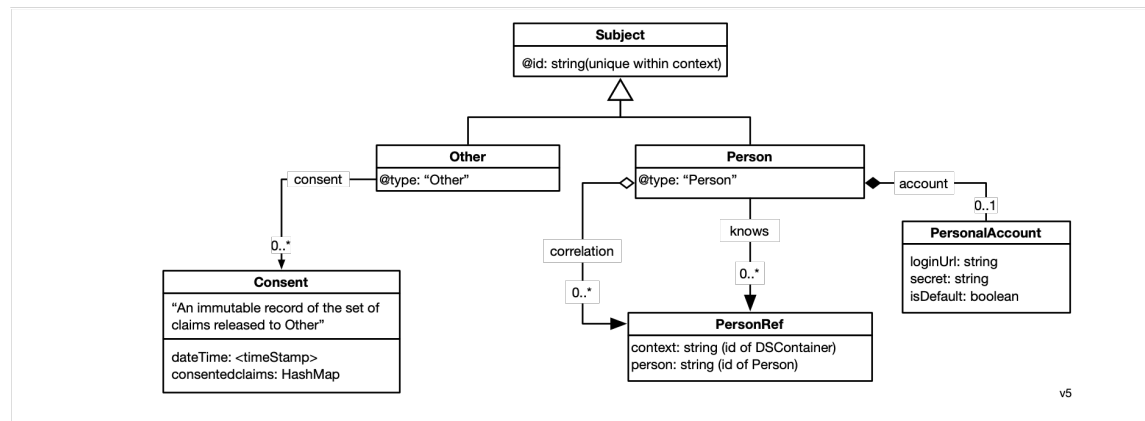 Subject
@id: string(unique within context)
Other
@type: “Other”
Person
@type: “Person”
consent
account
0..1
knows
PersonalAccount
loginUrl: string
secret: string
isDefault: boolean
correlation
0..*
0..*
0..*
Consent
“An immutable record of the set of
claims released to Other”
dateTime: <timeStamp>
consentedclaims: HashMap
PersonRef
context: string (id of DSContainer)
person: string (id of Person)
v5